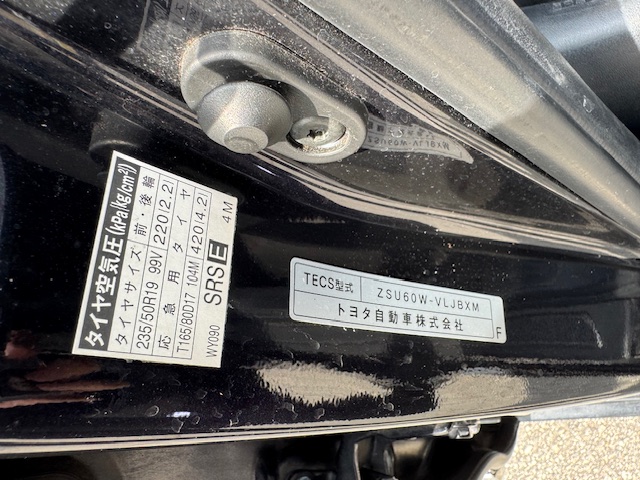 タイヤ空気圧(kPa(kg/cm²))
タイヤサイズ 前・後輪
235/50R19 99V 220(2.2)
応急用タイヤ
T165/80D17 104M 420(4.2)
SRS E 4M
WY090
TECS型式 ZSU60W-VLJBXM
トヨタ自動車株式会社
F